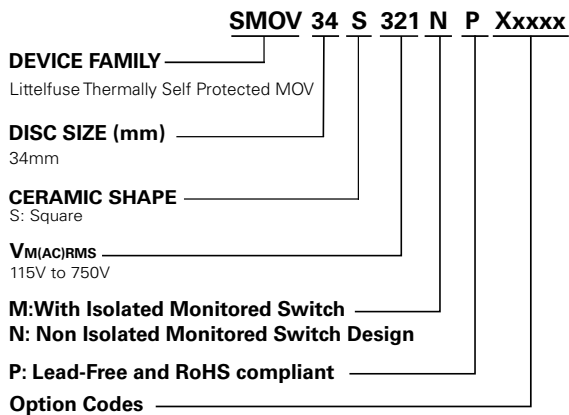 SMOV 34 S 321 N P Xxxxx
DEVICE FAMILY
Littelfuse Thermally Self Protected MOV
DISC SIZE (mm)
34mm
CERAMIC SHAPE
S: Square
VM(AC)RMS
115V to 750V
M:With Isolated Monitored Switch
N: Non Isolated Monitored Switch Design
P: Lead-Free and RoHS compliant
Option Codes